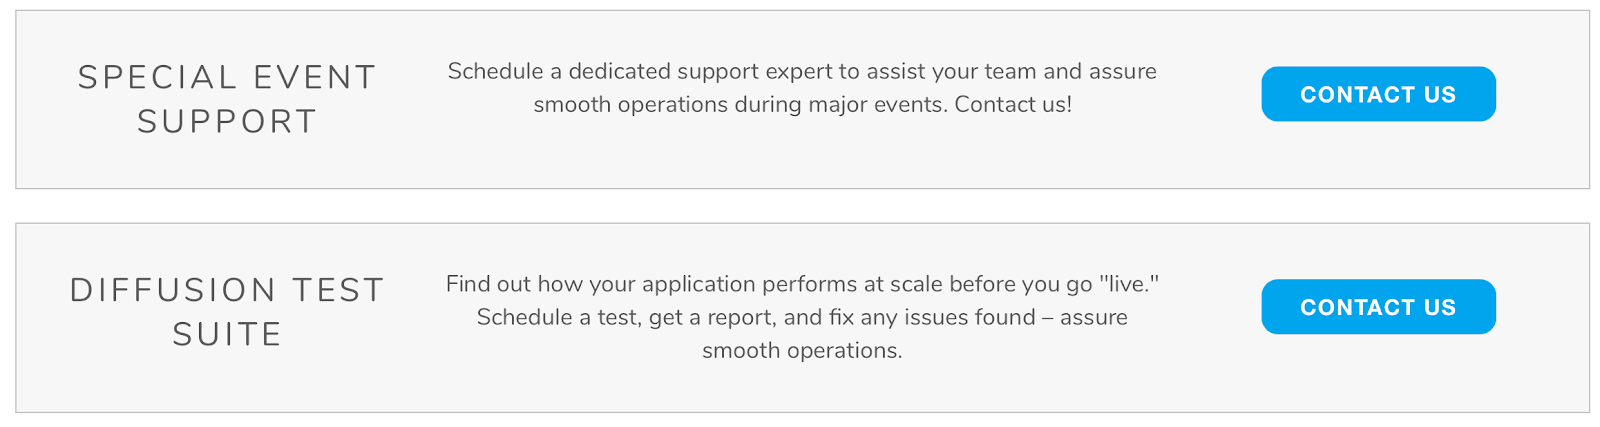 SPECIAL EVENT
SUPPORT
Schedule a dedicated support expert to assist your team and assure
smooth operations during major events. Contact us!
CONTACT US
DIFFUSION TEST
SUITE
Find out how your application performs at scale before you go "live."
Schedule a test, get a report, and fix any issues found – assure
smooth operations.
CONTACT US